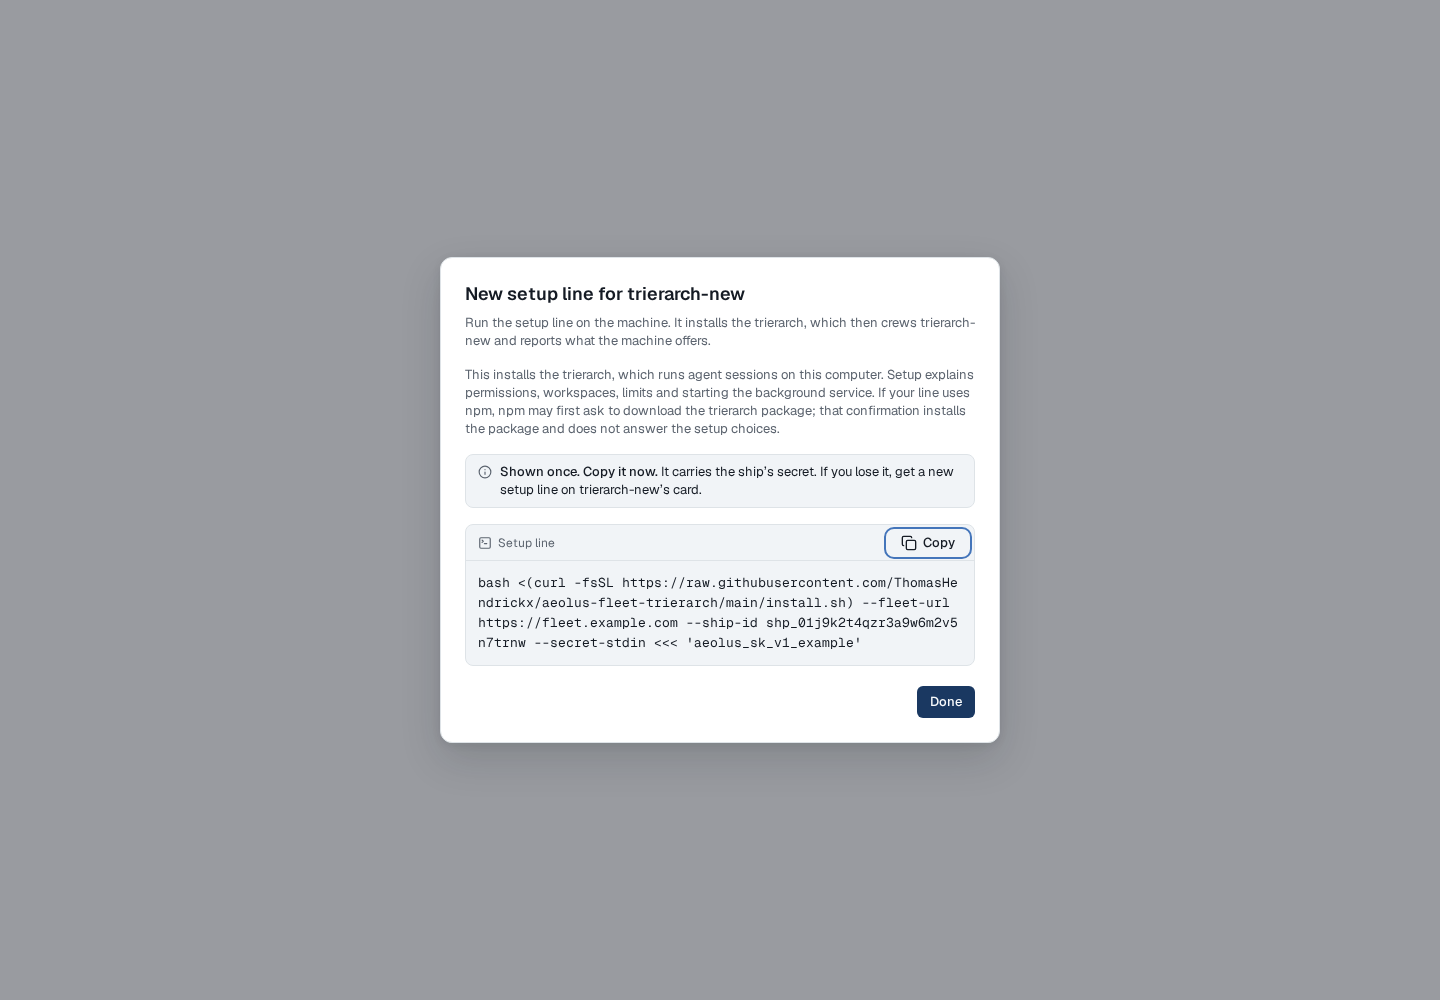 New setup line for trierarch-new
Run the setup line on the machine. It installs the trierarch, which then crews trierarch-
new and reports what the machine offers.
This installs the trierarch, which runs agent sessions on this computer. Setup explains
permissions, workspaces, limits and starting the background service. If your line uses
npm, npm may first ask to download the trierarch package; that confirmation installs
the package and does not answer the setup choices.
Shown once. Copy it now. It carries the ship’s secret. If you lose it, get a new
setup line on trierarch-new’s card.
Setup line
Copy
bash <(curl -fsSL https://raw.githubusercontent.com/ThomasHe
ndrickx/aeolus-fleet-trierarch/main/install.sh) --fleet-url
https://fleet.example.com --ship-id shp_01j9k2t4qzr3a9w6m2v5
n7trnw --secret-stdin <<< 'aeolus_sk_v1_example'
Done